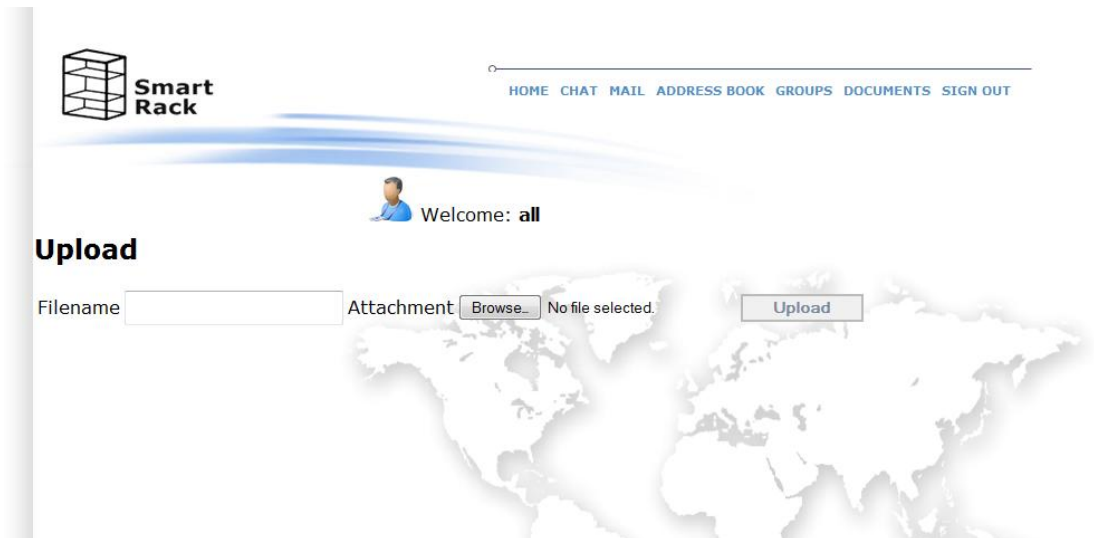 Smart
Rack
HOME CHAT MAIL ADDRESS BOOK GROUPS DOCUMENTS SIGN OUT
Welcome: all
Upload
Filename Attachment Browse… No file selected. Upload